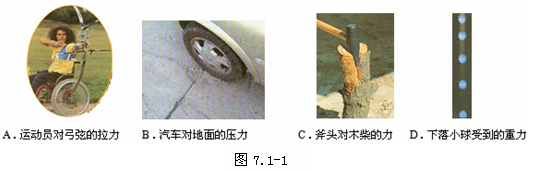 A.运动员对弓弦的拉力
B.汽车对地面的压力
C.斧头对木柴的力
D.下落小球受到的重力
图 7.1-1